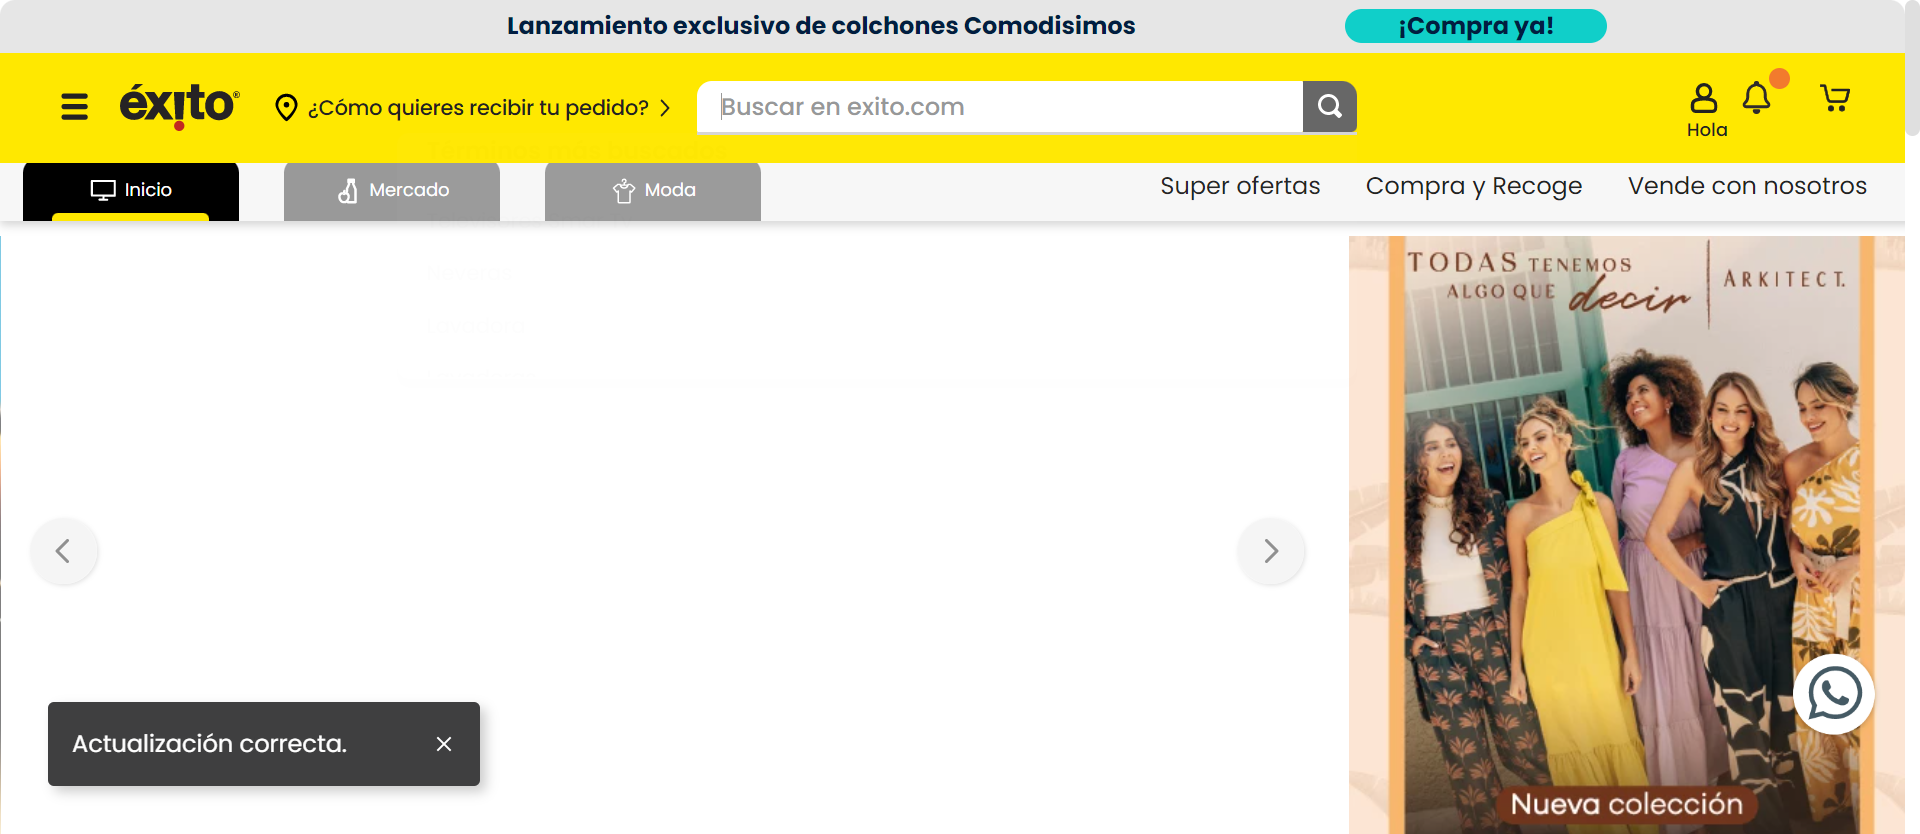 Lanzamiento exclusivo de colchones Comodisimos
¡Compra ya!
éxito
¿Cómo quieres recibir tu pedido?
Buscar en exito.com
Hola
Inicio
Mercado
Moda
Super ofertas
Compra y Recoge
Vende con nosotros
TODAS TENEMOS
ALGO QUE decir
ARKITECT.
Nueva colección
Actualización correcta.